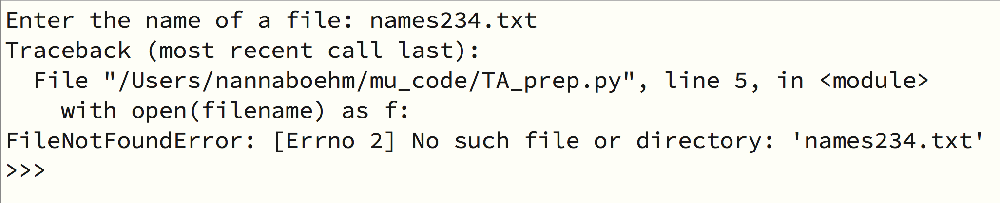 Enter the name of a file: names234.txt
Traceback (most recent call last):
  File "/Users/nannaboehm/mu_code/TA_prep.py", line 5, in <module>
    with open(filename) as f:
FileNotFoundError: [Errno 2] No such file or directory: 'names234.txt'
>>>